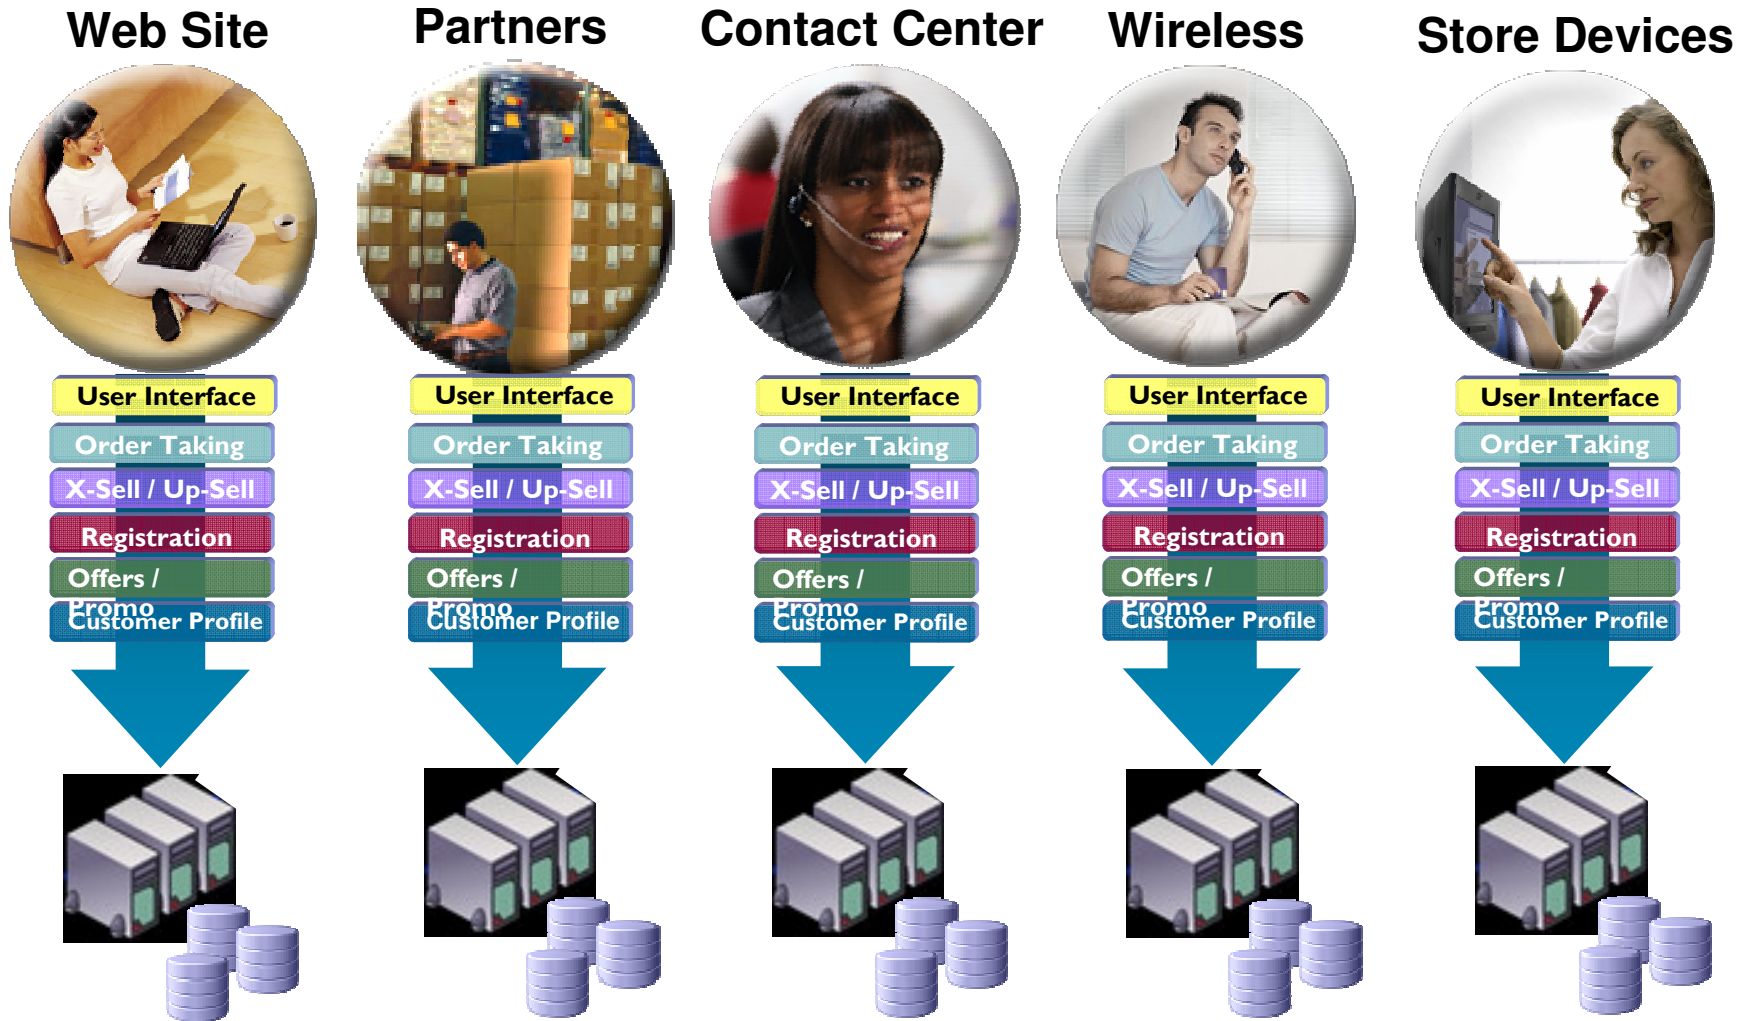 Web Site
Partners
Contact Center
Wireless
Store Devices
User Interface
Order Taking
X-Sell / Up-Sell
Registration
Offers /
Promo
Customer Profile
User Interface
Order Taking
X-Sell / Up-Sell
Registration
Offers /
Promo
Customer Profile
User Interface
Order Taking
X-Sell / Up-Sell
Registration
Offers /
Promo
Customer Profile
User Interface
Order Taking
X-Sell / Up-Sell
Registration
Offers /
Promo
Customer Profile
User Interface
Order Taking
X-Sell / Up-Sell
Registration
Offers /
Promo
Customer Profile